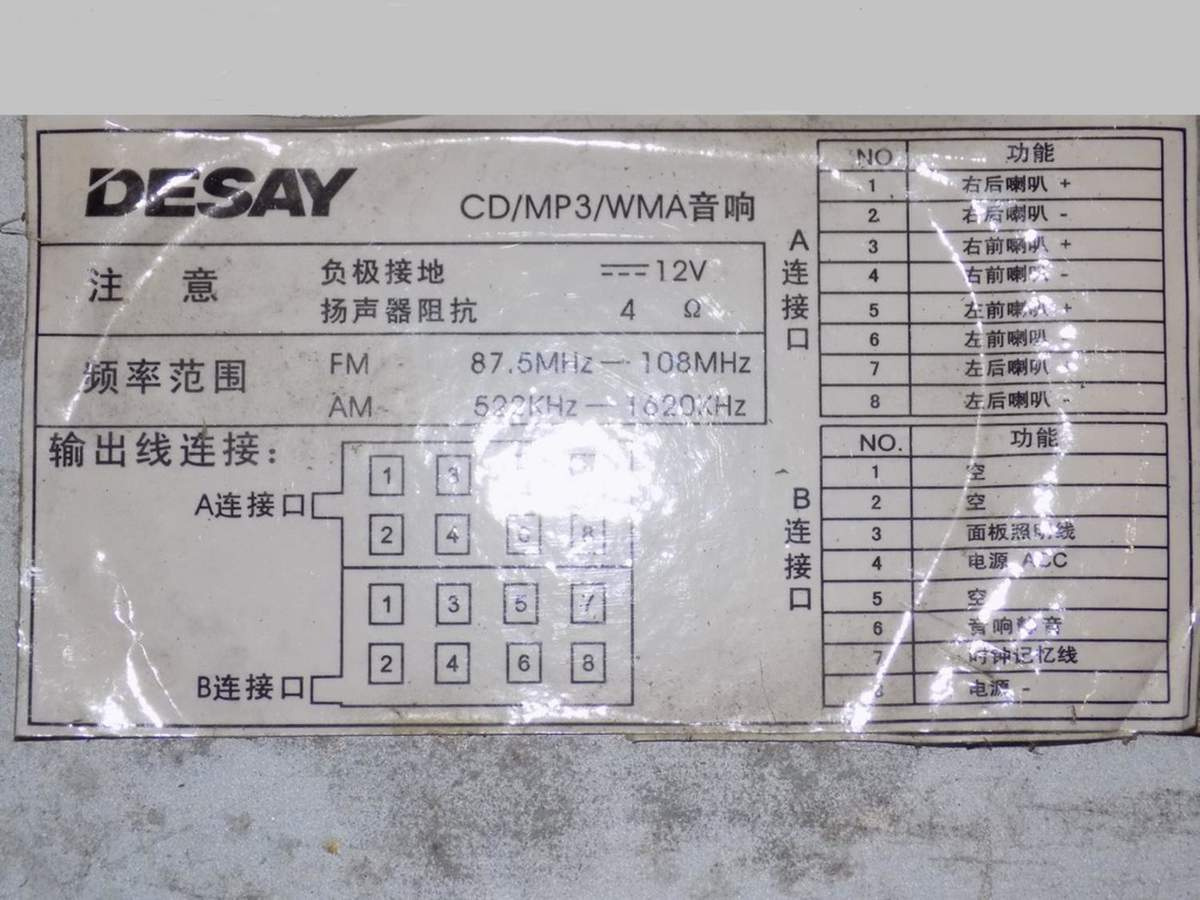 DESAY
CD/MP3/WMA音响
注 意
负极接地 12V
扬声器阻抗 4 Ω
频率范围
FM 87.5MHz — 108MHz
AM 522KHz — 1620KHz
输出线连接：
A连接口
1 3
2 4 6 8
1 3 5 7
2 4 6 8
B连接口
A连接口
NO 功能
1 右后喇叭 +
2 右后喇叭 -
3 右前喇叭 +
4 右前喇叭 -
5 左前喇叭 +
6 左前喇叭
7 左后喇叭
8 左后喇叭 -
B连接口
NO. 功能
1 空
2 空
3 面板照明线
4 电源 ACC
5 空
6 音响静音
7 时钟记忆线
8 电源 -